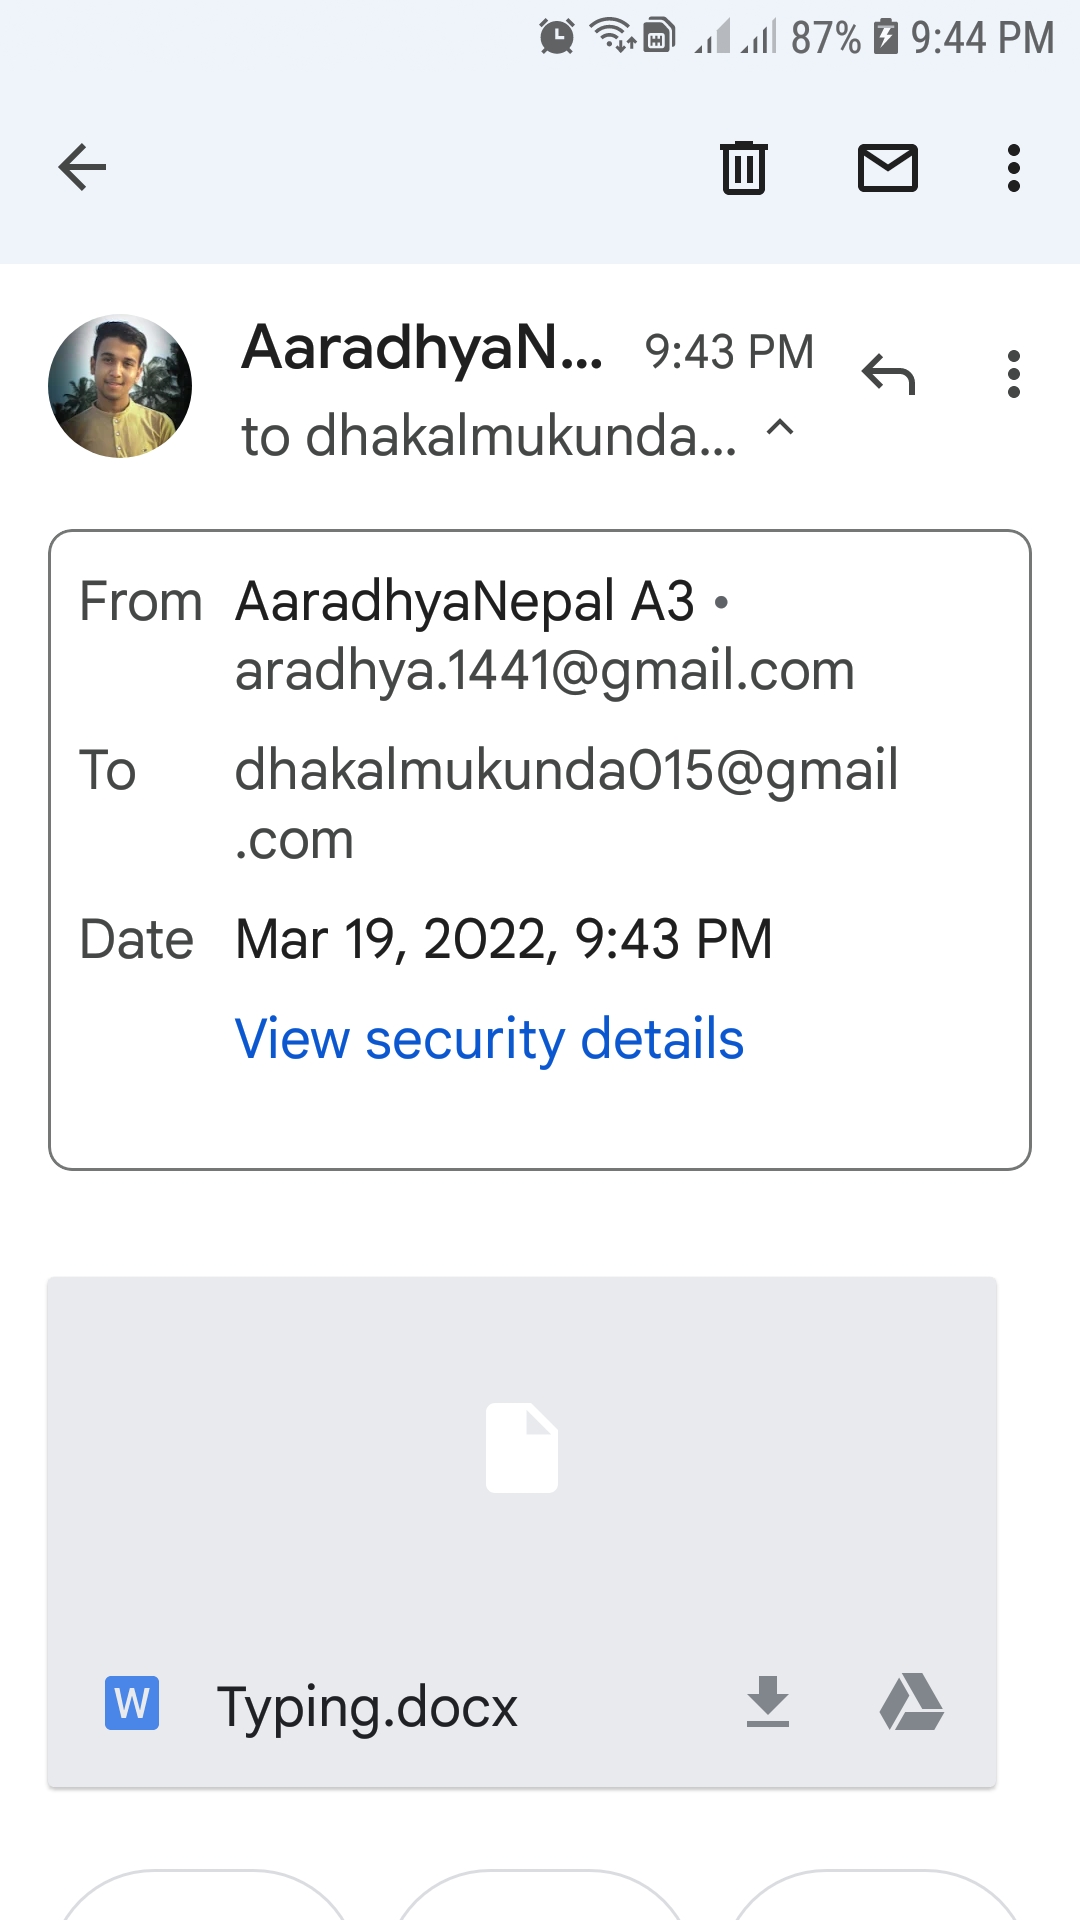 87% 9:44 PM
AaradhyaN... 9:43 PM
to dhakalmukunda...
From AaradhyaNepal A3 •
aradhya.1441@gmail.com
To dhakalmukunda015@gmail
.com
Date Mar 19, 2022, 9:43 PM
View security details
W Typing.docx